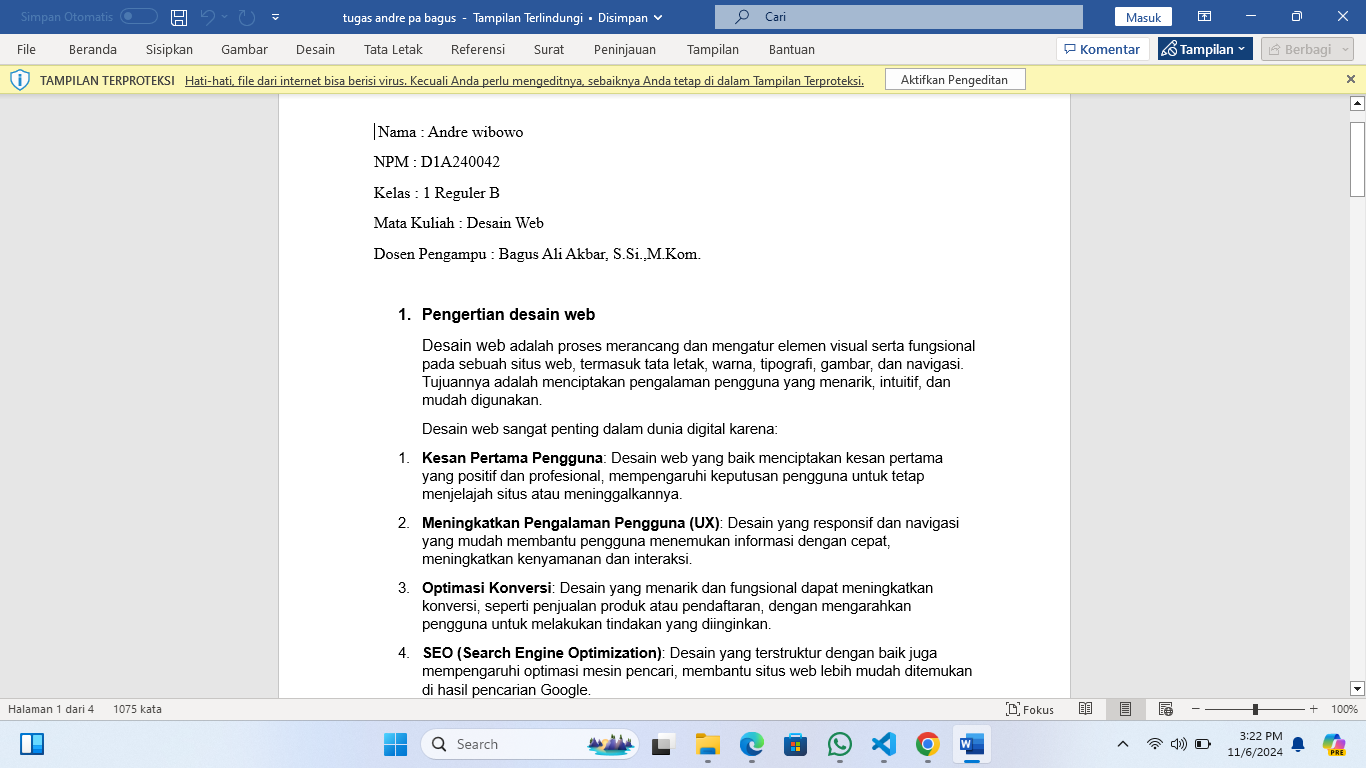 Simpan Otomatis
tugas andre pa bagus - Tampilan Terlindungi • Disimpan
Cari
Masuk
File Beranda Sisipkan Gambar Desain Tata Letak Referensi Surat Peninjauan Tampilan Bantuan
Komentar Tampilan Berbagi
TAMPILAN TERPROTEKSI Hati-hati, file dari internet bisa berisi virus. Kecuali Anda perlu mengeditnya, sebaiknya Anda tetap di dalam Tampilan Terproteksi. Aktifkan Pengeditan
Nama : Andre wibowo
NPM : D1A240042
Kelas : 1 Reguler B
Mata Kuliah : Desain Web
Dosen Pengampu : Bagus Ali Akbar, S.Si.,M.Kom.
1. Pengertian desain web
Desain web adalah proses merancang dan mengatur elemen visual serta fungsional
pada sebuah situs web, termasuk tata letak, warna, tipografi, gambar, dan navigasi.
Tujuannya adalah menciptakan pengalaman pengguna yang menarik, intuitif, dan
mudah digunakan.
Desain web sangat penting dalam dunia digital karena:
1. Kesan Pertama Pengguna: Desain web yang baik menciptakan kesan pertama
yang positif dan profesional, mempengaruhi keputusan pengguna untuk tetap
menjelajah situs atau meninggalkannya.
2. Meningkatkan Pengalaman Pengguna (UX): Desain yang responsif dan navigasi
yang mudah membantu pengguna menemukan informasi dengan cepat,
meningkatkan kenyamanan dan interaksi.
3. Optimasi Konversi: Desain yang menarik dan fungsional dapat meningkatkan
konversi, seperti penjualan produk atau pendaftaran, dengan mengarahkan
pengguna untuk melakukan tindakan yang diinginkan.
4. SEO (Search Engine Optimization): Desain yang terstruktur dengan baik juga
mempengaruhi optimasi mesin pencari, membantu situs web lebih mudah ditemukan
di hasil pencarian Google.
Halaman 1 dari 4 1075 kata
Fokus
100%
Search
3:22 PM
11/6/2024
PRE